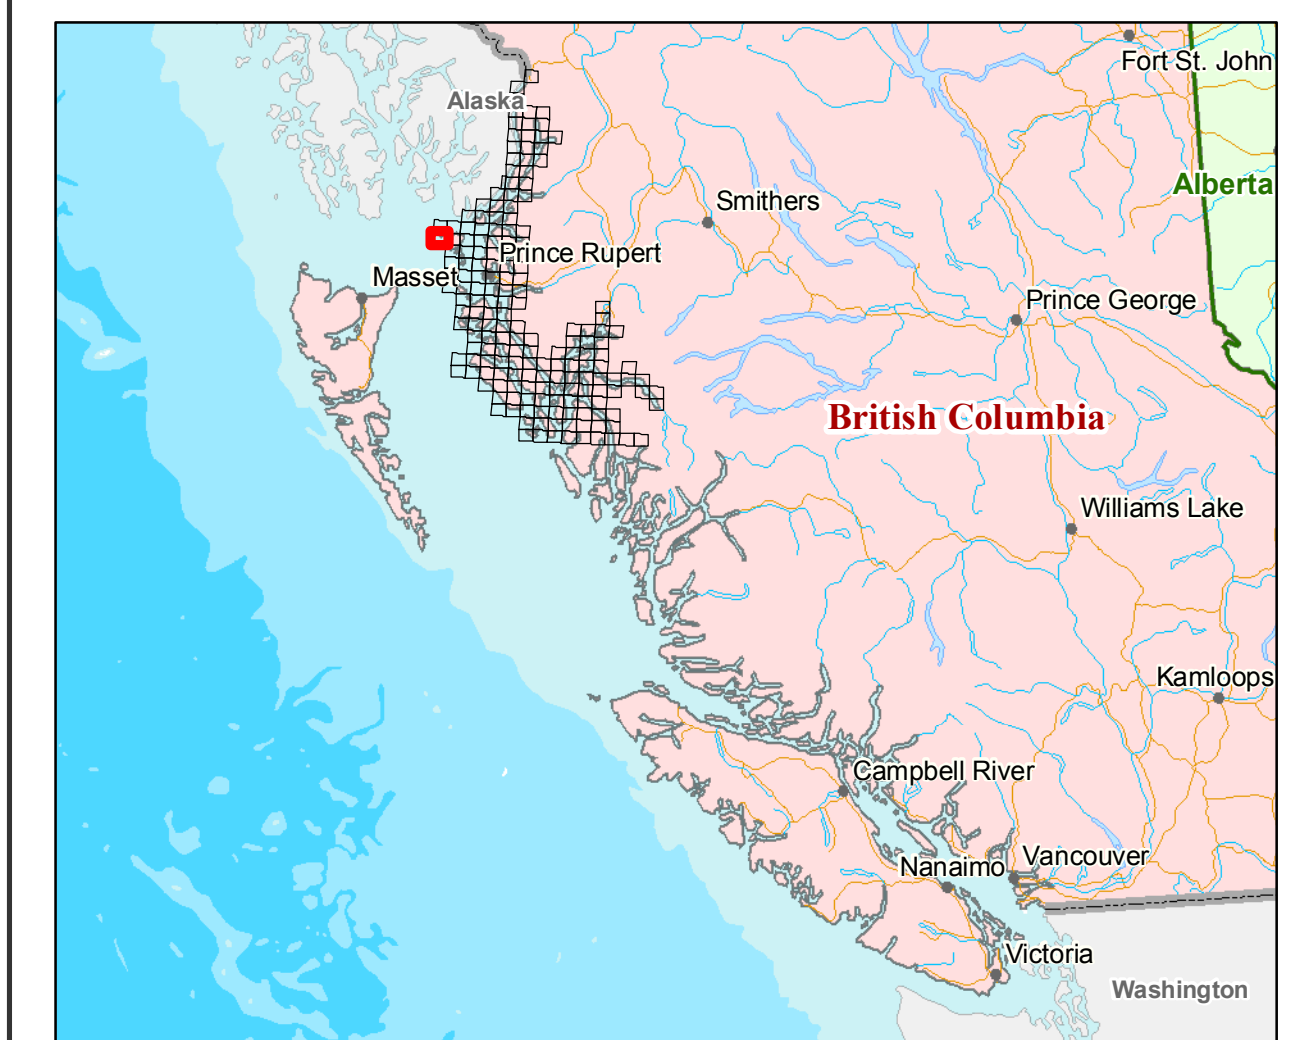 Fort St. John
Alaska
Alberta
Smithers
Prince Rupert
Masset
Prince George
British Columbia
Williams Lake
Kamloops
Campbell River
Vancouver
Nanaimo
Victoria
Washington